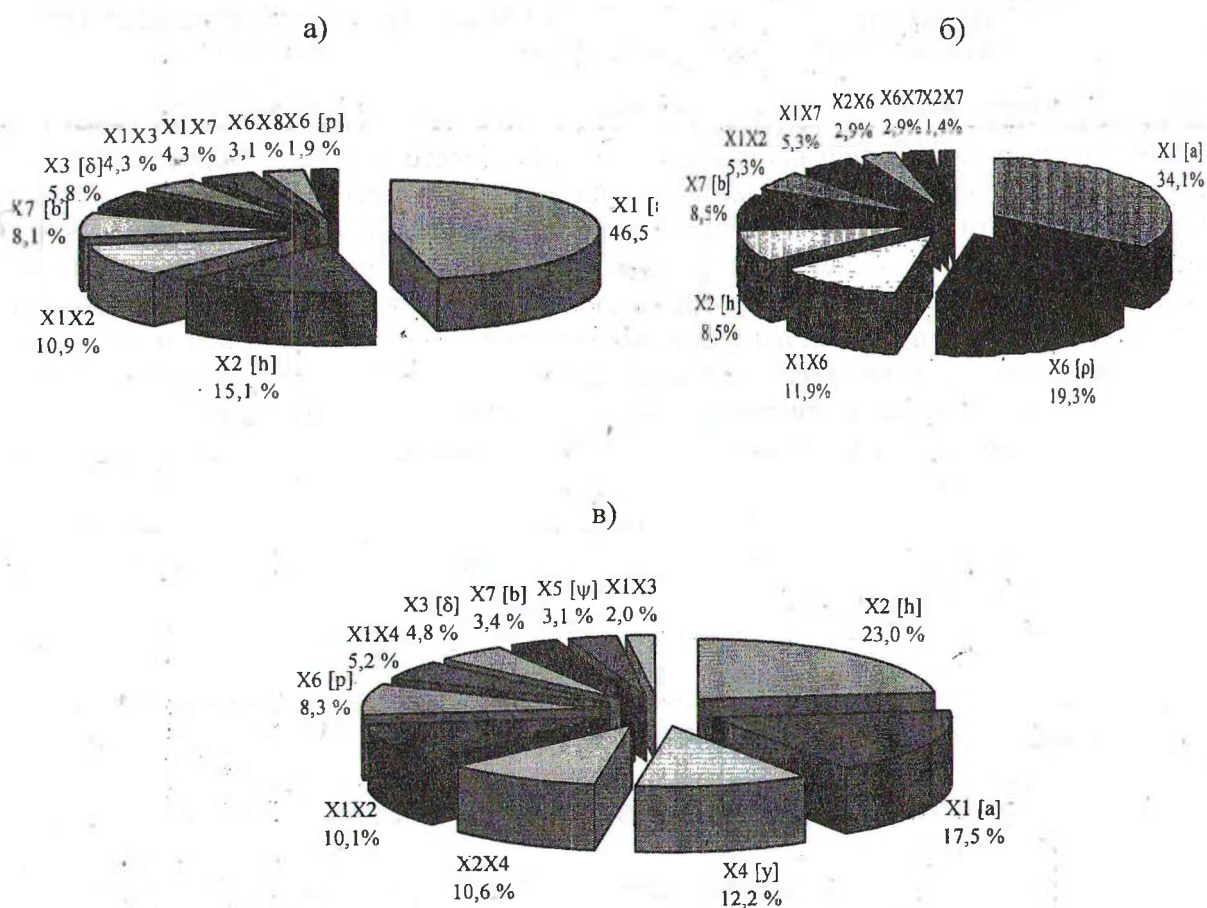 а)
X1X3
4,3 %
X1X7
4,3 %
X6X8
3,1 %
X6 [p]
1,9 %
X3 [δ]
5,8 %
X7 [b]
8,1 %
X1X2
10,9 %
X2 [h]
15,1 %
X1 [
46,5
б)
X2X6
2,9%
X6X7
2,9%
X2X7
1,4%
X1X7
5,3%
X1X2
5,3%
X7 [b]
8,5%
X2 [h]
8,5%
X1X6
11,9%
X6 [ρ]
19,3%
X1 [a]
34,1%
в)
X7 [b]
3,4 %
X5 [ψ]
3,1 %
X1X3
2,0 %
X3 [δ]
4,8 %
X1X4
5,2 %
X6 [p]
8,3 %
X1X2
10,1%
X2X4
10,6 %
X4 [y]
12,2 %
X1 [a]
17,5 %
X2 [h]
23,0 %